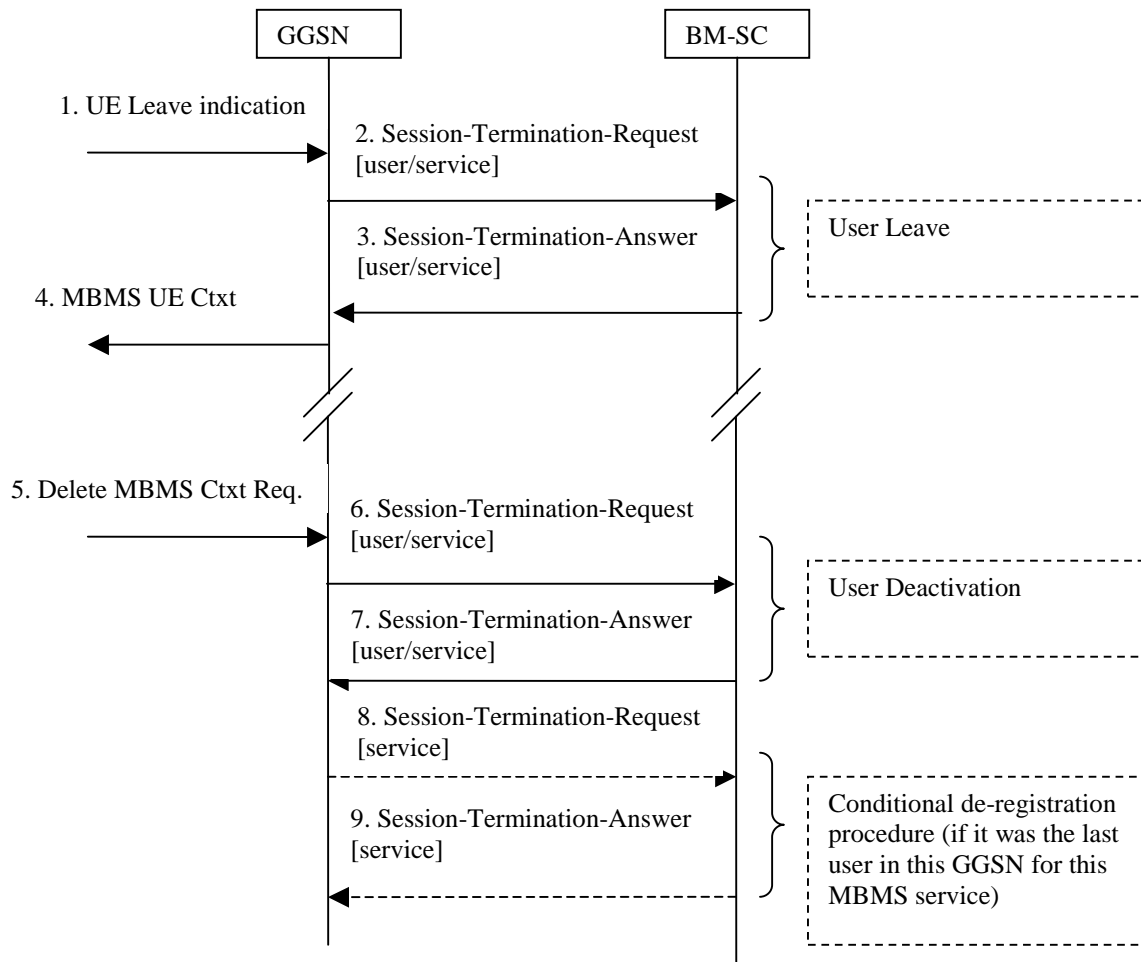 GGSN
BM-SC
1. UE Leave indication
2. Session-Termination-Request
[user/service]
3. Session-Termination-Answer
[user/service]
User Leave
4. MBMS UE Ctxt
5. Delete MBMS Ctxt Req.
6. Session-Termination-Request
[user/service]
7. Session-Termination-Answer
[user/service]
User Deactivation
8. Session-Termination-Request
[service]
9. Session-Termination-Answer
[service]
Conditional de-registration
procedure (if it was the last
user in this GGSN for this
MBMS service)